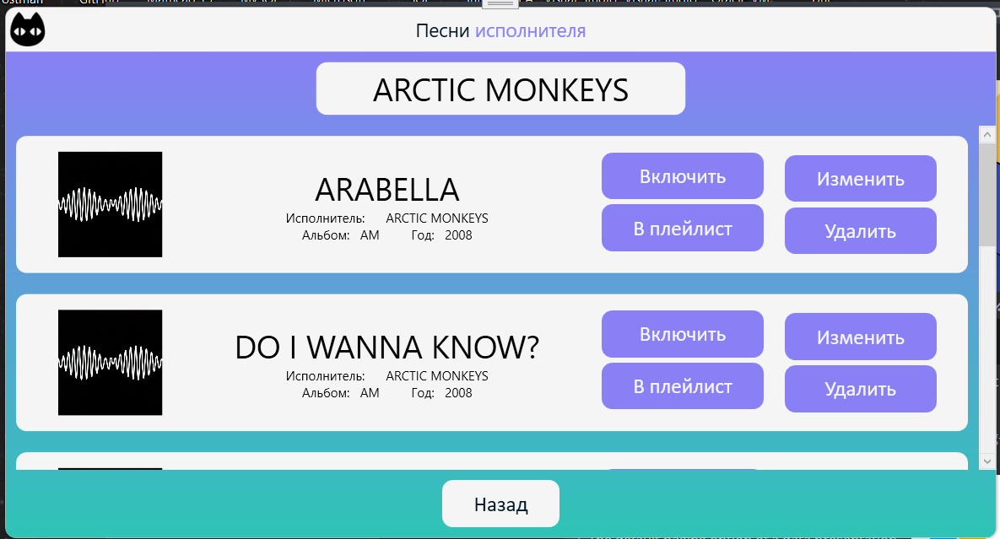 Песни исполнителя
ARCTIC MONKEYS
ARABELLA
Исполнитель: ARCTIC MONKEYS
Альбом: AM Год: 2008
Включить
Изменить
В плейлист
Удалить
DO I WANNA KNOW?
Исполнитель: ARCTIC MONKEYS
Альбом: AM Год: 2008
Включить
Изменить
В плейлист
Удалить
Назад